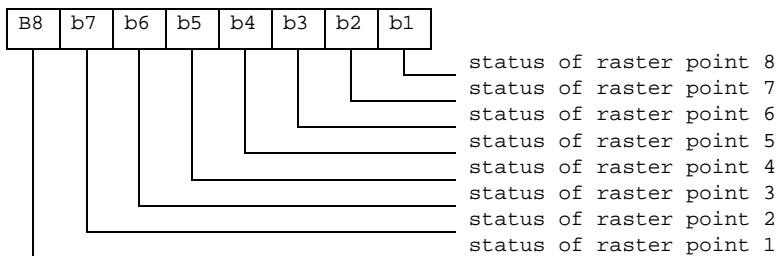 B8 b7 b6 b5 b4 b3 b2 b1
status of raster point 8
status of raster point 7
status of raster point 6
status of raster point 5
status of raster point 4
status of raster point 3
status of raster point 2
status of raster point 1